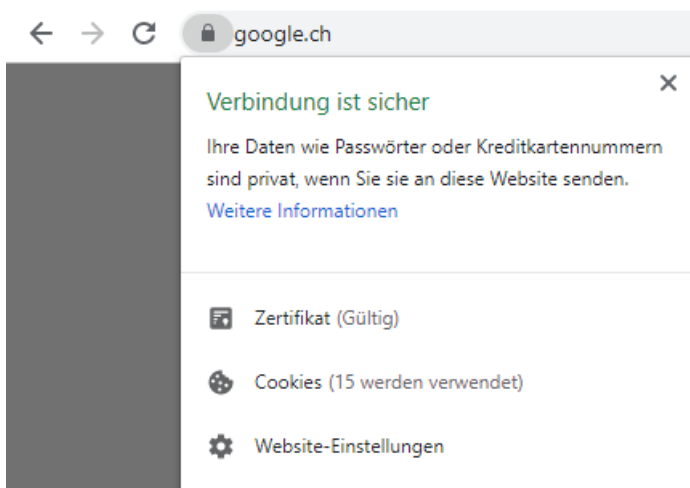 google.ch
Verbindung ist sicher
Ihre Daten wie Passwörter oder Kreditkartennummern
sind privat, wenn Sie sie an diese Website senden.
Weitere Informationen
Zertifikat (Gültig)
Cookies (15 werden verwendet)
Website-Einstellungen